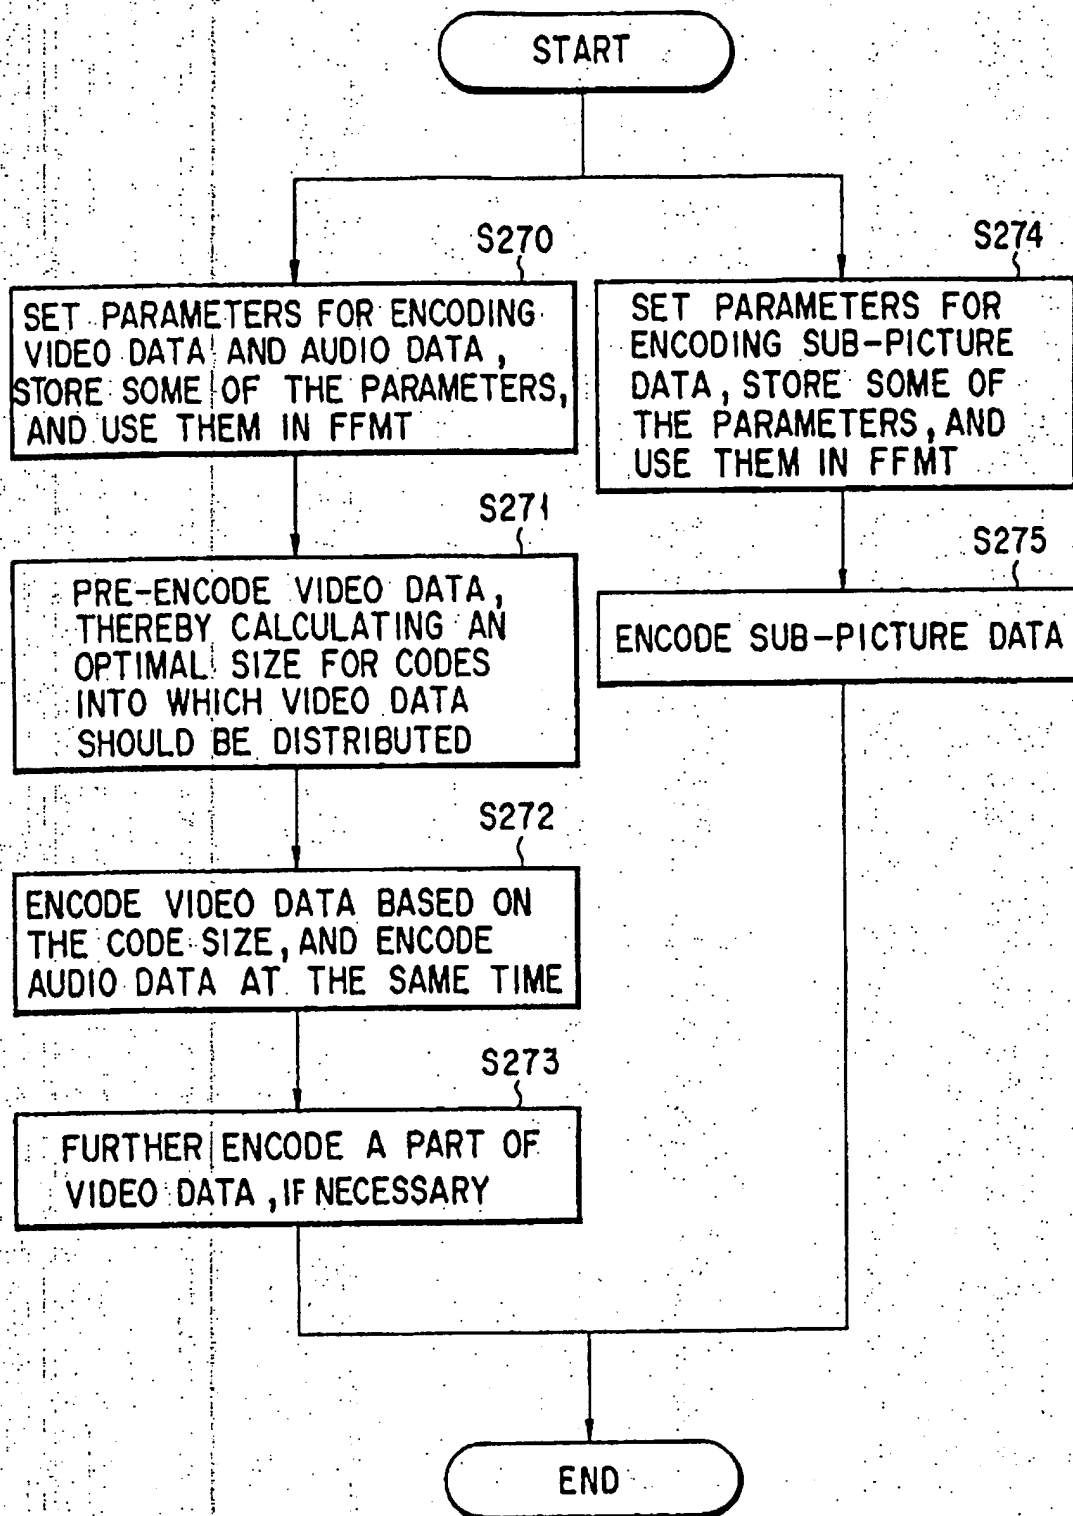 START
S270
SET PARAMETERS FOR ENCODING
VIDEO DATA AND AUDIO DATA,
STORE SOME OF THE PARAMETERS,
AND USE THEM IN FFMT
S271
PRE-ENCODE VIDEO DATA,
THEREBY CALCULATING AN
OPTIMAL SIZE FOR CODES
INTO WHICH VIDEO DATA
SHOULD BE DISTRIBUTED
S272
ENCODE VIDEO DATA BASED ON
THE CODE SIZE, AND ENCODE
AUDIO DATA AT THE SAME TIME
S273
FURTHER ENCODE A PART OF
VIDEO DATA, IF NECESSARY
S274
SET PARAMETERS FOR
ENCODING SUB-PICTURE
DATA, STORE SOME OF
THE PARAMETERS, AND
USE THEM IN FFMT
S275
ENCODE SUB-PICTURE DATA
END